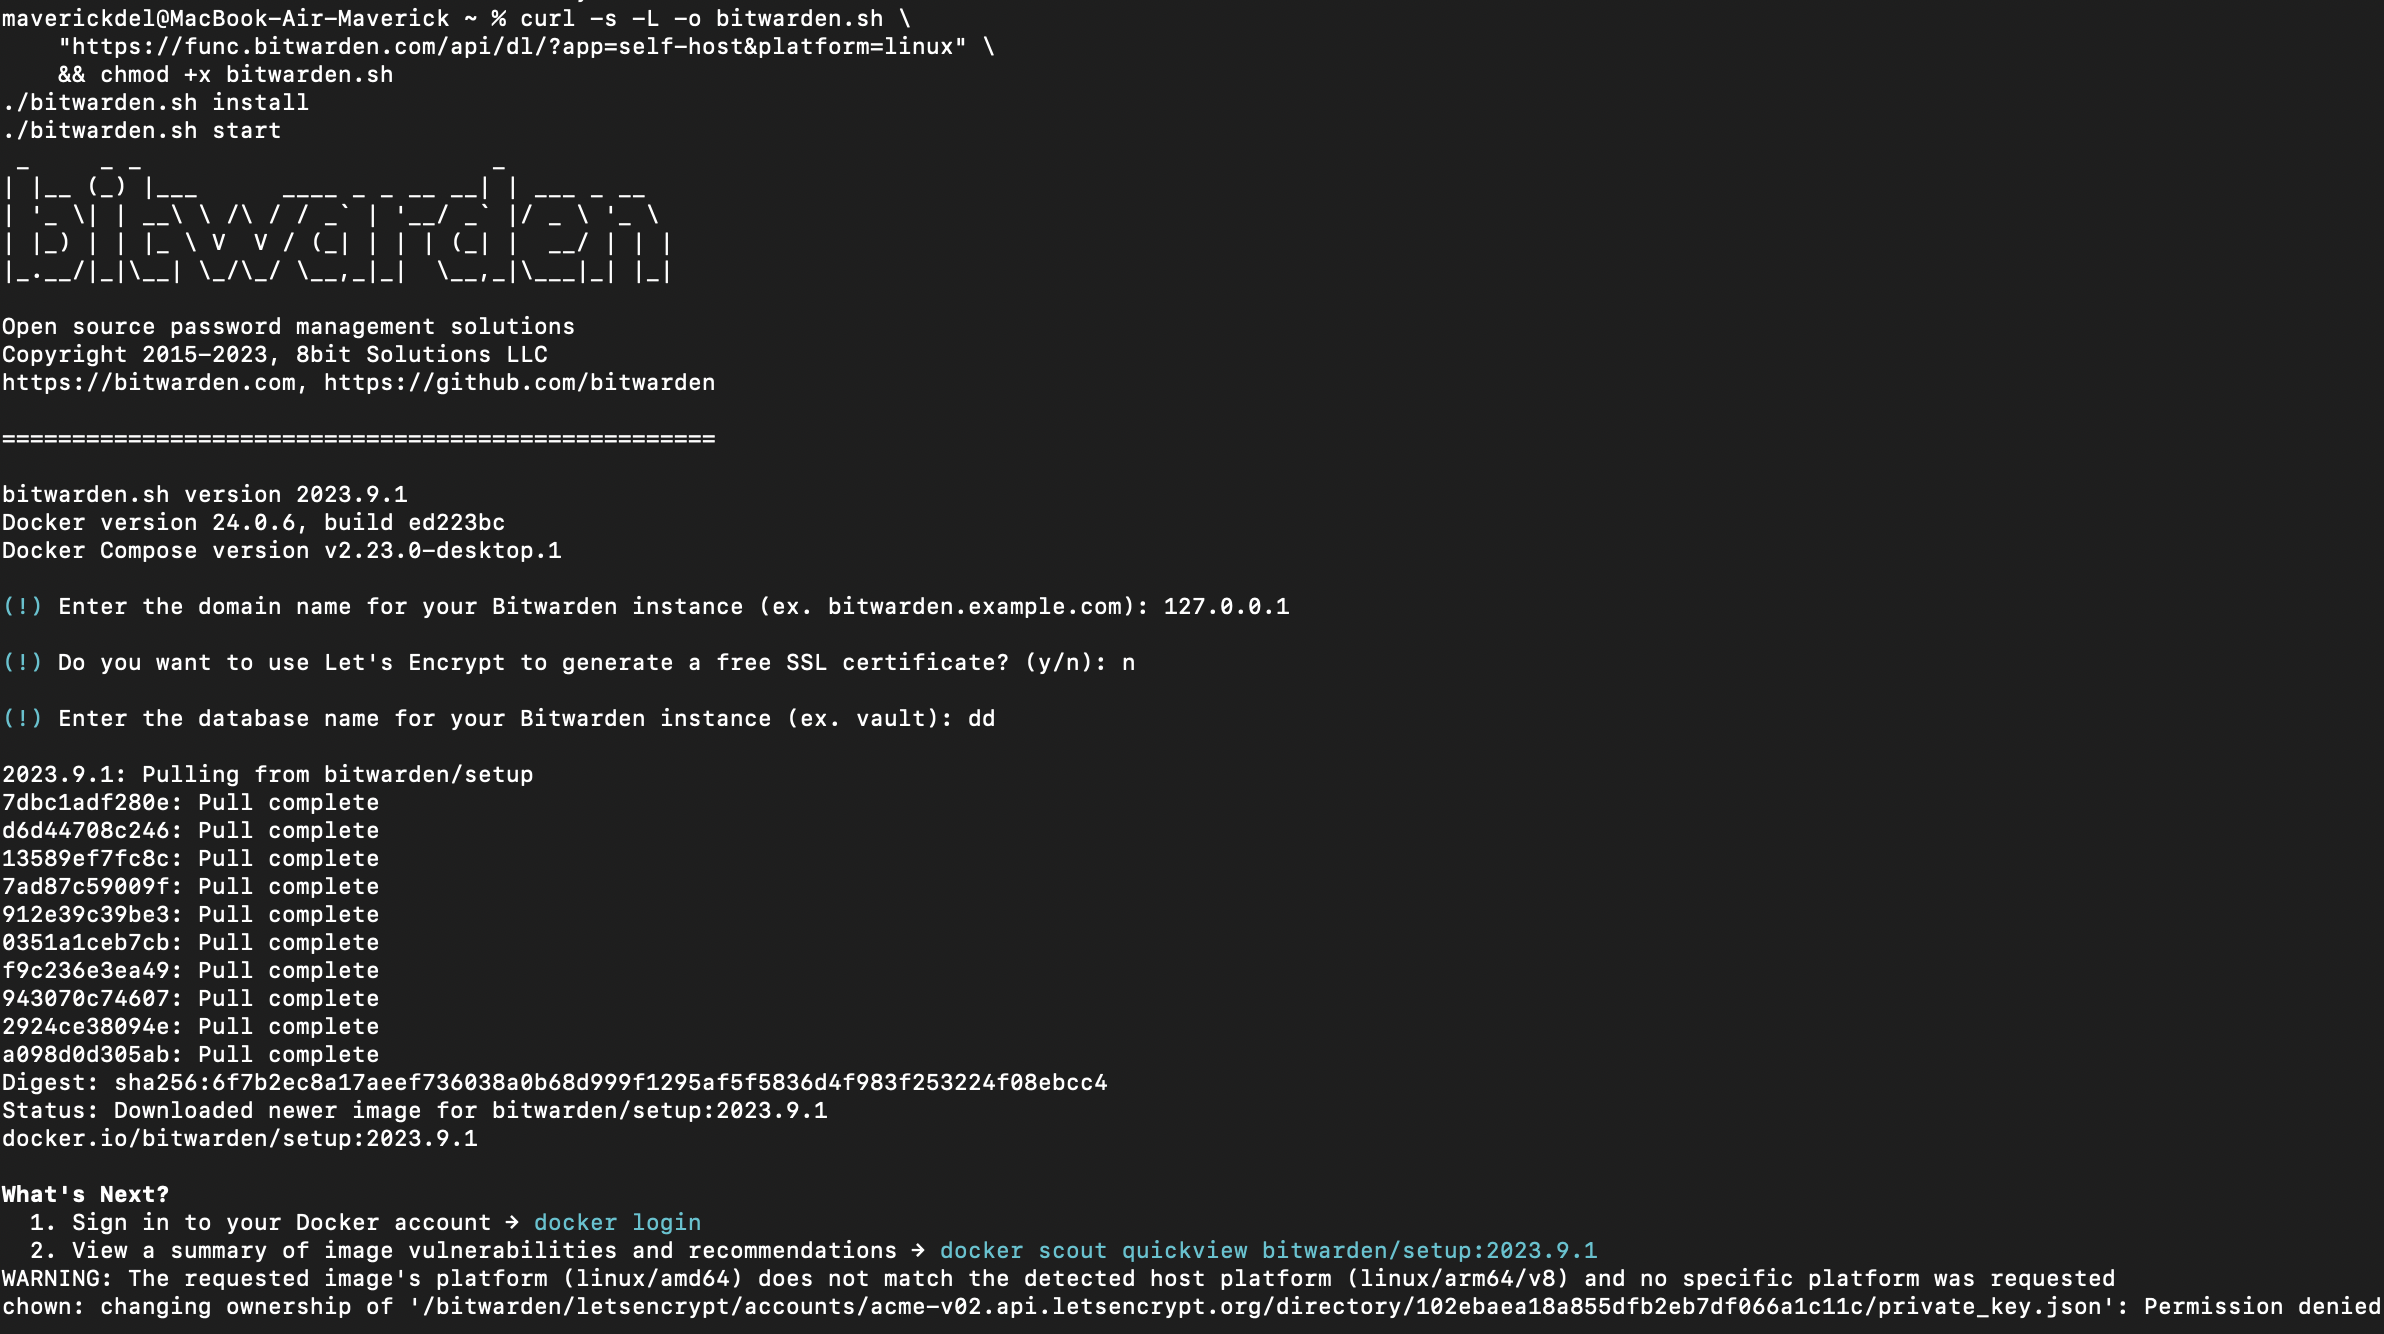 maverickdel@MacBook-Air-Maverick ~ % curl -s -L -o bitwarden.sh \
    "https://func.bitwarden.com/api/dl/?app=self-host&platform=linux" \
    && chmod +x bitwarden.sh
./bitwarden.sh install
./bitwarden.sh start
 _     _ _                         _
| |__ (_) |___      ____ _ _ __ __| | ___ _ __
| '_ \| | __\ \ /\ / / _` | '__/ _` |/ _ \ '_ \
| |_) | | |_ \ V  V / (_| | | | (_| |  __/ | | |
|_.__/|_|\__| \_/\_/ \__,_|_|  \__,_|\___|_| |_|

Open source password management solutions
Copyright 2015-2023, 8bit Solutions LLC
https://bitwarden.com, https://github.com/bitwarden

===================================================

bitwarden.sh version 2023.9.1
Docker version 24.0.6, build ed223bc
Docker Compose version v2.23.0-desktop.1

(!) Enter the domain name for your Bitwarden instance (ex. bitwarden.example.com): 127.0.0.1

(!) Do you want to use Let's Encrypt to generate a free SSL certificate? (y/n): n

(!) Enter the database name for your Bitwarden instance (ex. vault): dd

2023.9.1: Pulling from bitwarden/setup
7dbc1adf280e: Pull complete
d6d44708c246: Pull complete
13589ef7fc8c: Pull complete
7ad87c59009f: Pull complete
912e39c39be3: Pull complete
0351a1ceb7cb: Pull complete
f9c236e3ea49: Pull complete
943070c74607: Pull complete
2924ce38094e: Pull complete
a098d0d305ab: Pull complete
Digest: sha256:6f7b2ec8a17aeef736038a0b68d999f1295af5f5836d4f983f253224f08ebcc4
Status: Downloaded newer image for bitwarden/setup:2023.9.1
docker.io/bitwarden/setup:2023.9.1

What's Next?
  1. Sign in to your Docker account → docker login
  2. View a summary of image vulnerabilities and recommendations → docker scout quickview bitwarden/setup:2023.9.1
WARNING: The requested image's platform (linux/amd64) does not match the detected host platform (linux/arm64/v8) and no specific platform was requested
chown: changing ownership of '/bitwarden/letsencrypt/accounts/acme-v02.api.letsencrypt.org/directory/102ebaea18a855dfb2eb7df066a1c11c/private_key.json': Permission denied